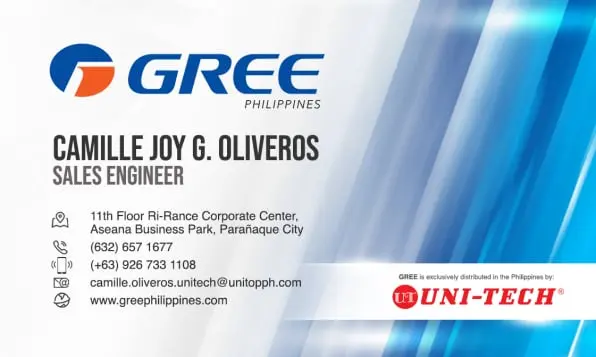 GREE
PHILIPPINES
CAMILLE JOY G. OLIVEROS
SALES ENGINEER
11th Floor Ri-Rance Corporate Center,
Aseana Business Park, Parañaque City
(632) 657 1677
(+63) 926 733 1108
camille.oliveros.unitech@unitopph.com
www.greephilippines.com
GREE is exclusively distributed in the Philippines by:
UT UNI-TECH®